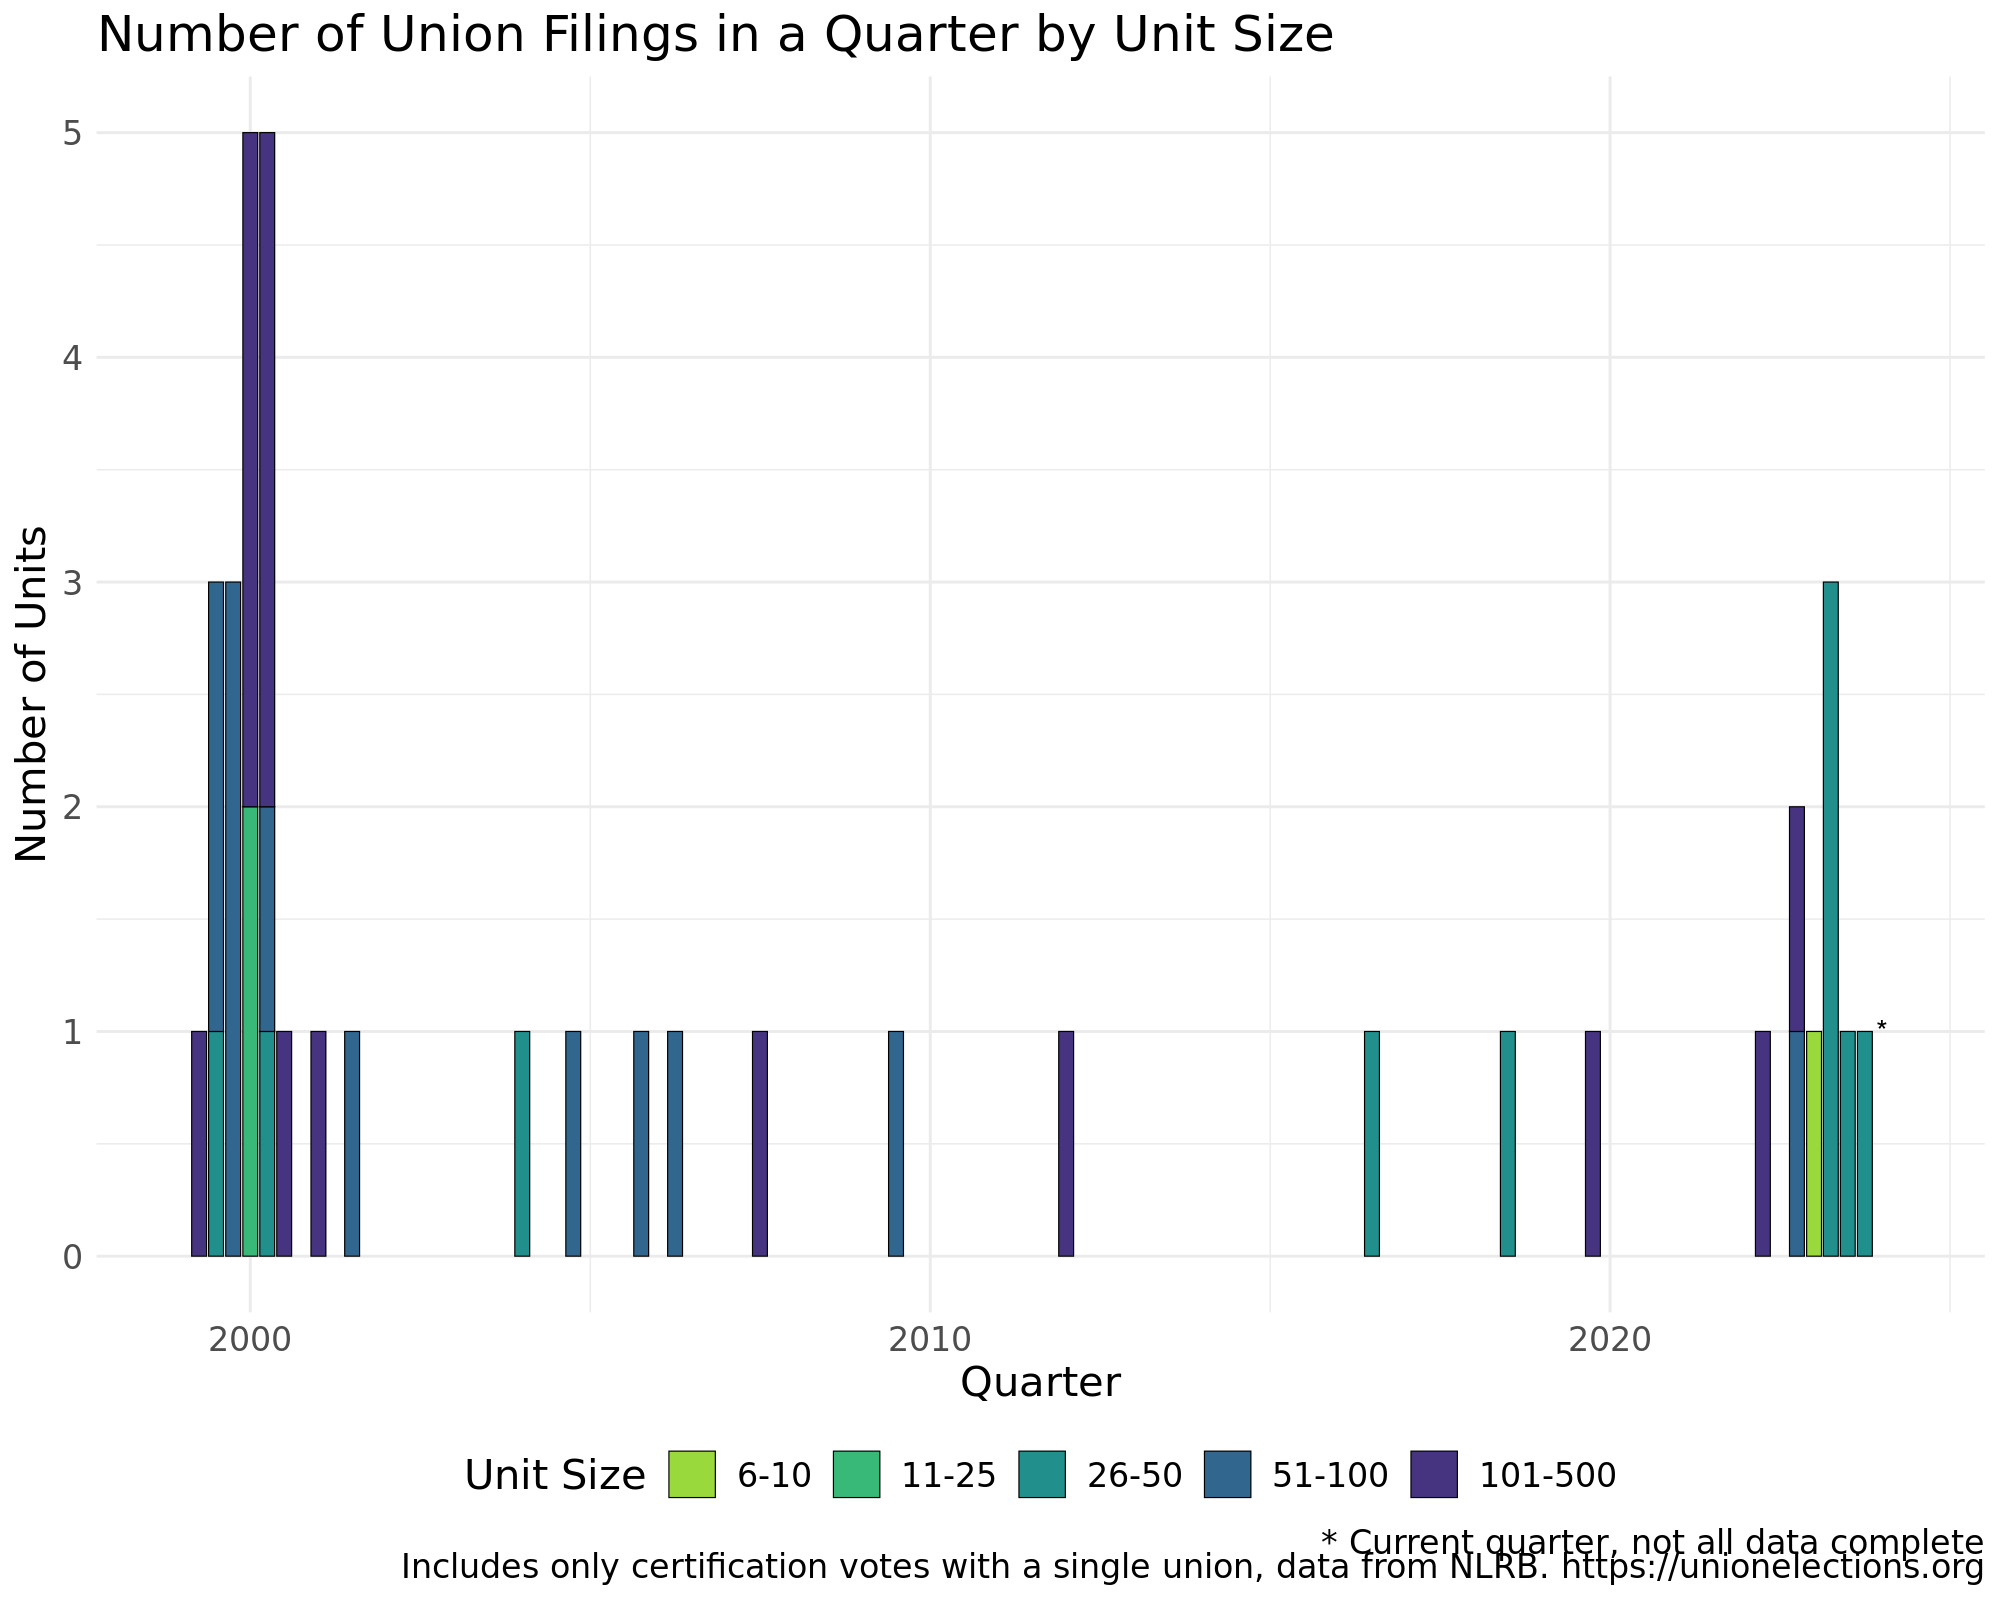 Number of Union Filings in a Quarter by Unit Size
Number of Units
5
4
3
2
1
0
*
2000 2010 2020
Quarter
Unit Size 6-10 11-25 26-50 51-100 101-500
* Current quarter, not all data complete
Includes only certification votes with a single union, data from NLRB. https://unionelections.org